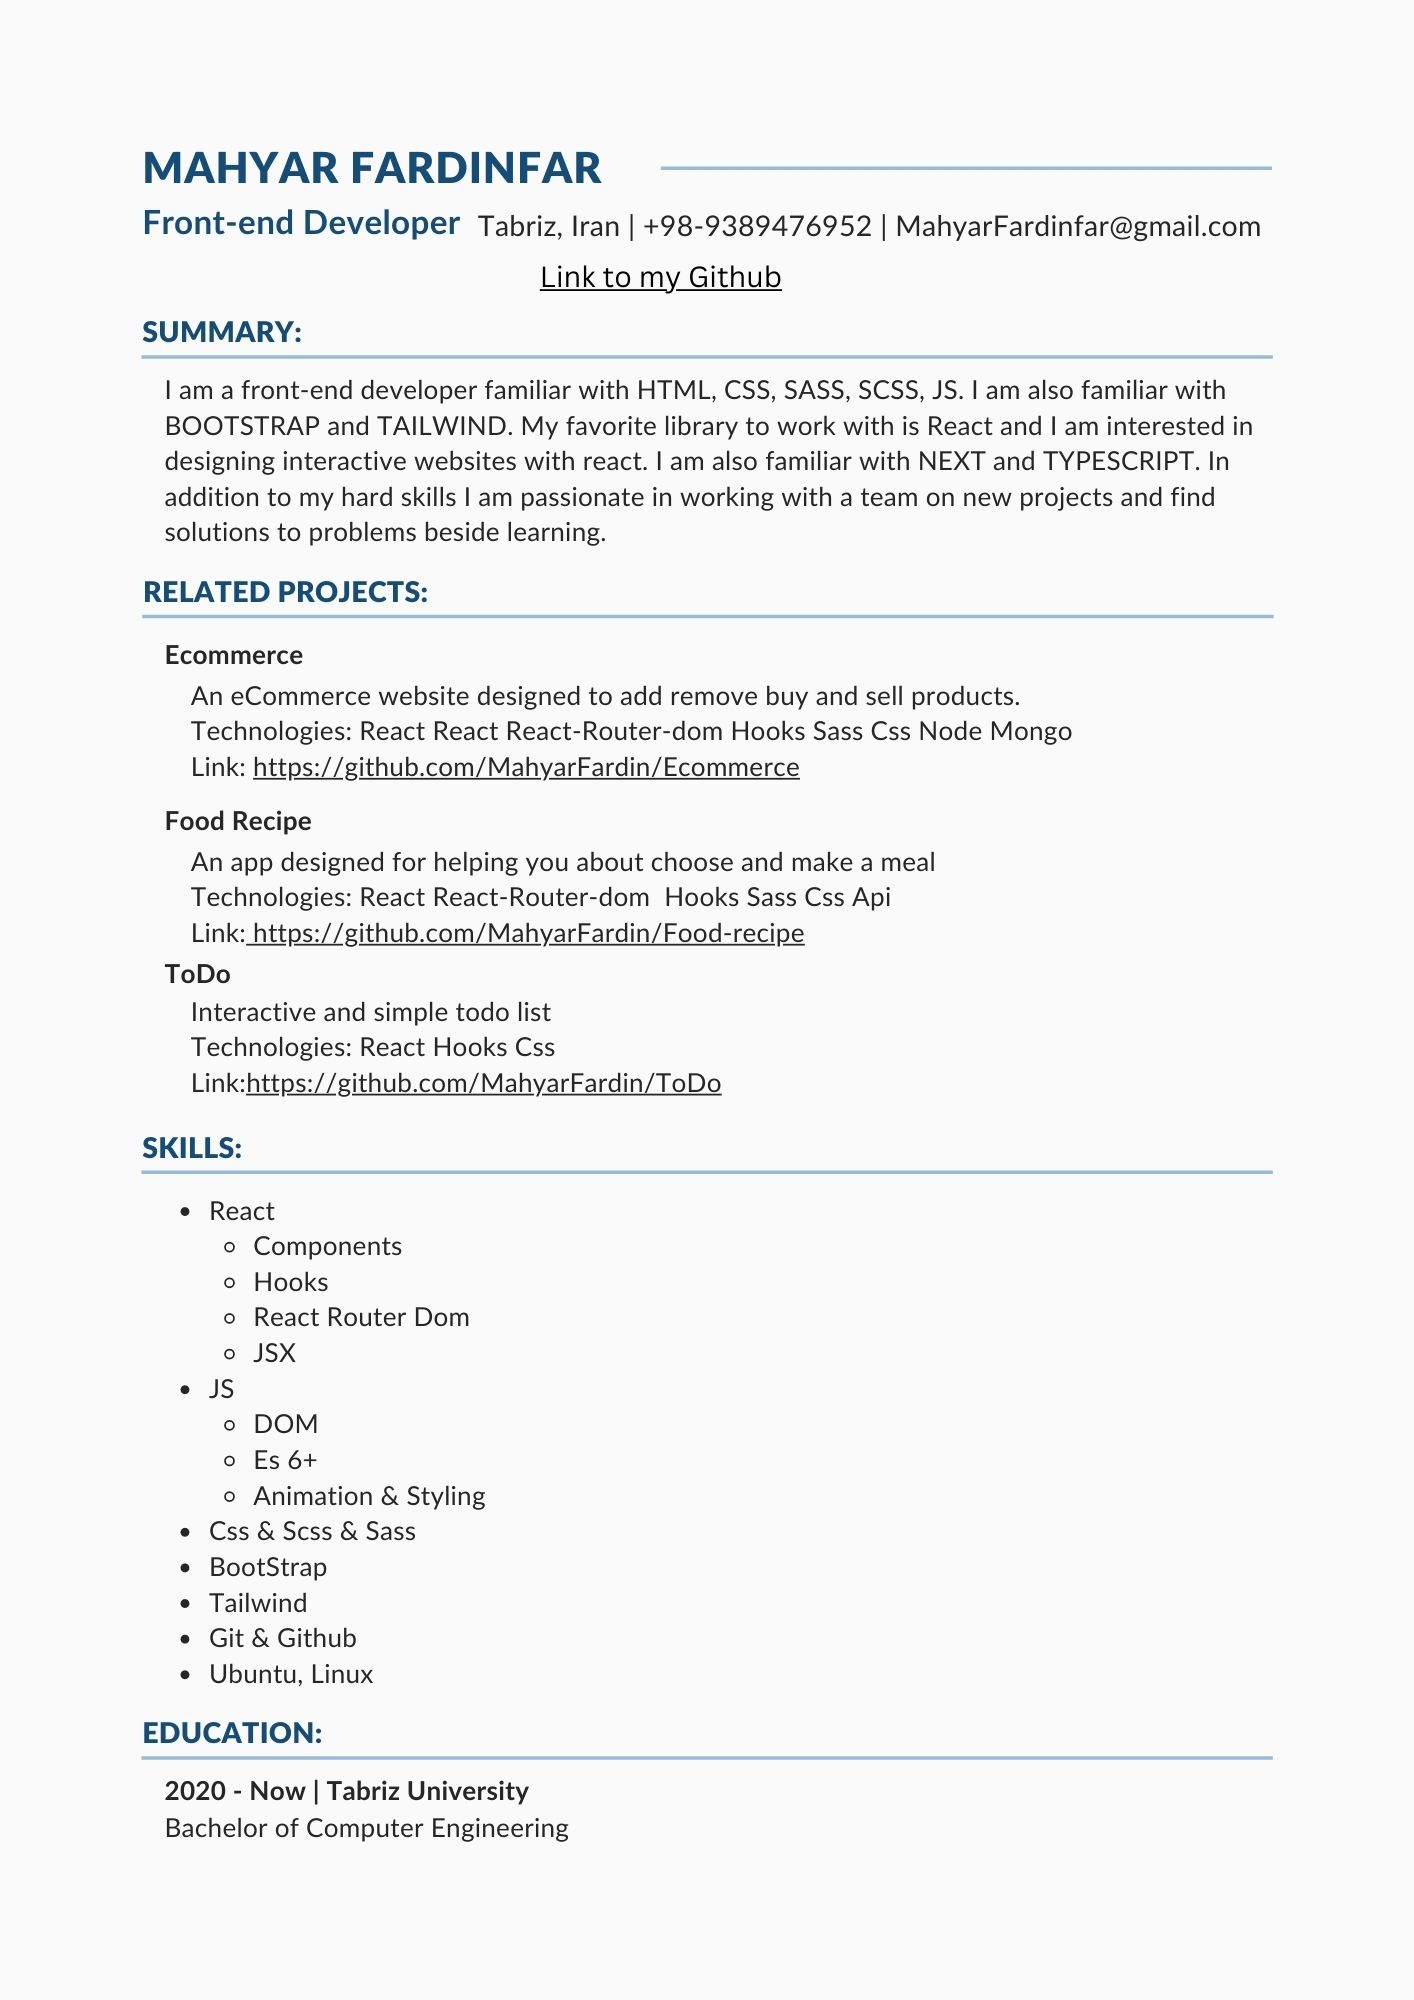 MAHYAR FARDINFAR
Front-end Developer Tabriz, Iran | +98-9389476952 | MahyarFardinfar@gmail.com
Link to my Github
SUMMARY:
I am a front-end developer familiar with HTML, CSS, SASS, SCSS, JS. I am also familiar with
BOOTSTRAP and TAILWIND. My favorite library to work with is React and I am interested in
designing interactive websites with react. I am also familiar with NEXT and TYPESCRIPT. In
addition to my hard skills I am passionate in working with a team on new projects and find
solutions to problems beside learning.
RELATED PROJECTS:
Ecommerce
An eCommerce website designed to add remove buy and sell products.
Technologies: React React React-Router-dom Hooks Sass Css Node Mongo
Link: https://github.com/MahyarFardin/Ecommerce
Food Recipe
An app designed for helping you about choose and make a meal
Technologies: React React-Router-dom  Hooks Sass Css Api
Link: https://github.com/MahyarFardin/Food-recipe
ToDo
Interactive and simple todo list
Technologies: React Hooks Css
Link:https://github.com/MahyarFardin/ToDo
SKILLS:
• React
◦ Components
◦ Hooks
◦ React Router Dom
◦ JSX
• JS
◦ DOM
◦ Es 6+
◦ Animation & Styling
• Css & Scss & Sass
• BootStrap
• Tailwind
• Git & Github
• Ubuntu, Linux
EDUCATION:
2020 - Now | Tabriz University
Bachelor of Computer Engineering